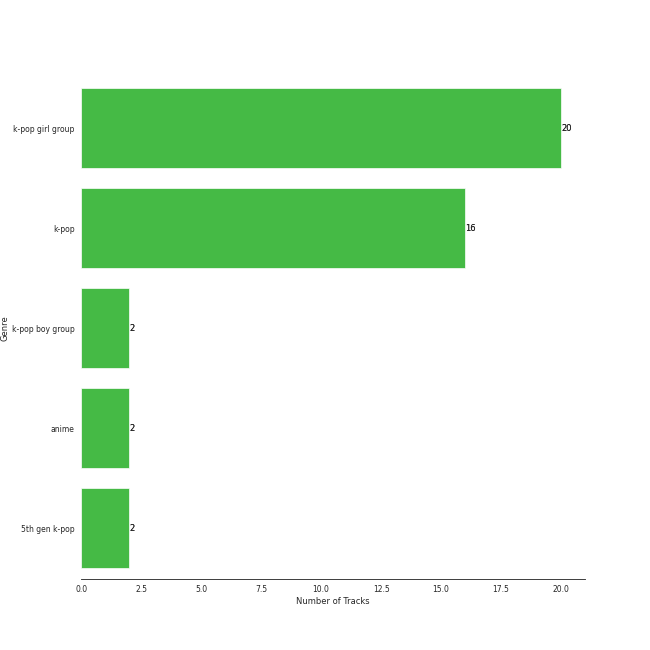 k-pop girl group
20
k-pop
16
Genre
k-pop boy group
2
anime
2
5th gen k-pop
2
0.0 2.5 5.0 7.5 10.0 12.5 15.0 17.5 20.0
Number of Tracks